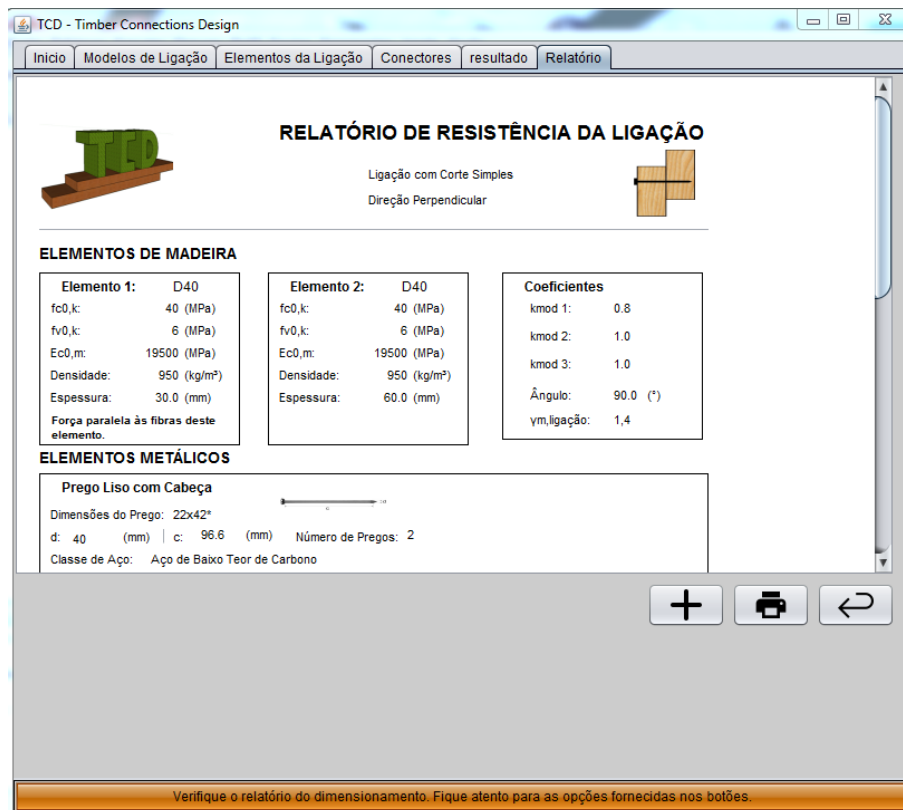 TCD - Timber Connections Design
Inicio Modelos de Ligação Elementos da Ligação Conectores resultado Relatório
TCD
RELATÓRIO DE RESISTÊNCIA DA LIGAÇÃO
Ligação com Corte Simples
Direção Perpendicular
ELEMENTOS DE MADEIRA
Elemento 1: D40
fc0,k: 40 (MPa)
fv0,k: 6 (MPa)
Ec0,m: 19500 (MPa)
Densidade: 950 (kg/m³)
Espessura: 30.0 (mm)
Força paralela às fibras deste
elemento.
Elemento 2: D40
fc0,k: 40 (MPa)
fv0,k: 6 (MPa)
Ec0,m: 19500 (MPa)
Densidade: 950 (kg/m³)
Espessura: 60.0 (mm)
Coeficientes
kmod 1: 0.8
kmod 2: 1.0
kmod 3: 1.0
Ângulo: 90.0 (°)
γm,ligação: 1,4
ELEMENTOS METÁLICOS
Prego Liso com Cabeça
Dimensões do Prego: 22x42*
d: 40 (mm) | c: 96.6 (mm) Número de Pregos: 2
Classe de Aço: Aço de Baixo Teor de Carbono
Verifique o relatório do dimensionamento. Fique atento para as opções fornecidas nos botões.